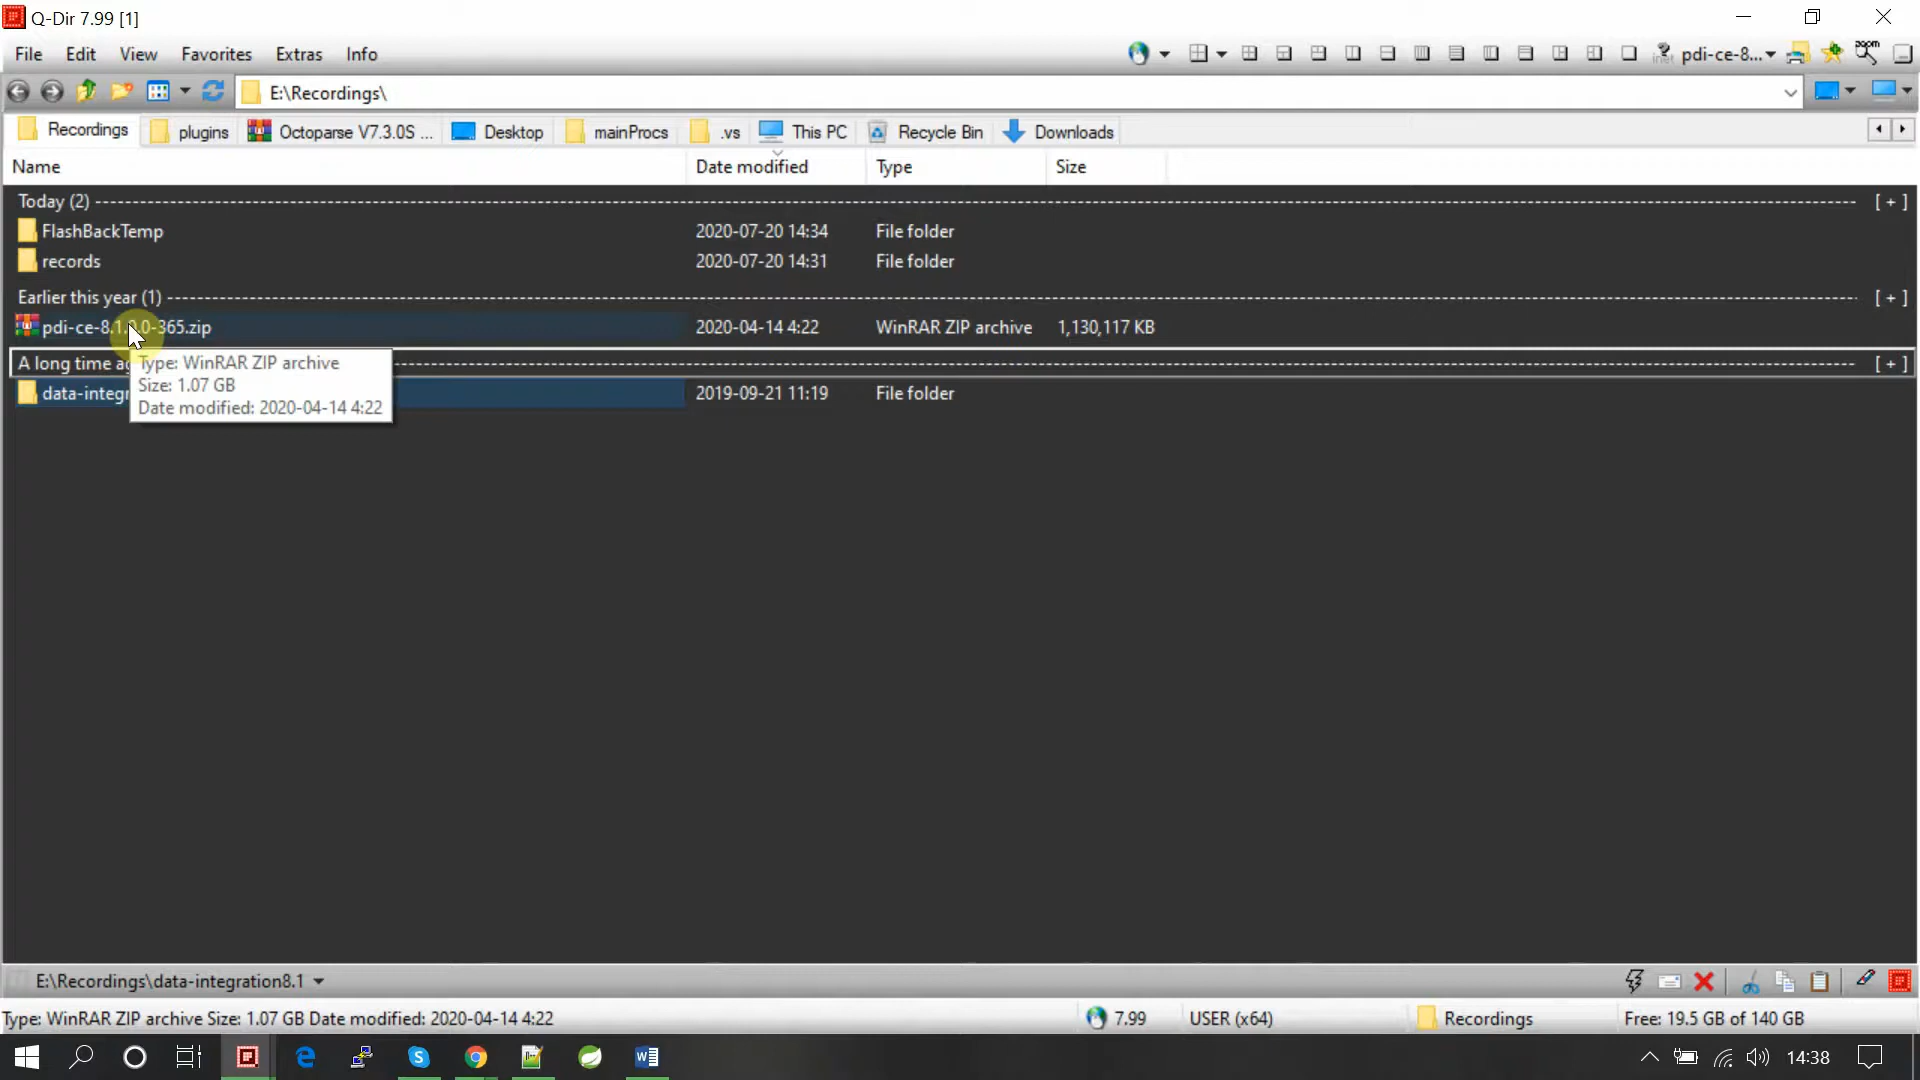 Q-Dir 7.99 [1]
File Edit View Favorites Extras Info
pdi-ce-8...
E:\Recordings\
Recordings plugins Octoparse V7.3.0S ... Desktop mainProcs .vs This PC Recycle Bin Downloads
Name Date modified Type Size
Today (2) [ + ]
FlashBackTemp 2020-07-20 14:34 File folder
records 2020-07-20 14:31 File folder
Earlier this year (1) [ + ]
pdi-ce-8.1.0.0-365.zip 2020-04-14 4:22 WinRAR ZIP archive 1,130,117 KB
A long time [ + ]
Type: WinRAR ZIP archive
Size: 1.07 GB
data-integr 2019-09-21 11:19 File folder
Date modified: 2020-04-14 4:22
E:\Recordings\data-integration8.1
Type: WinRAR ZIP archive Size: 1.07 GB Date modified: 2020-04-14 4:22 7.99 USER (x64) Recordings Free: 19.5 GB of 140 GB
14:38